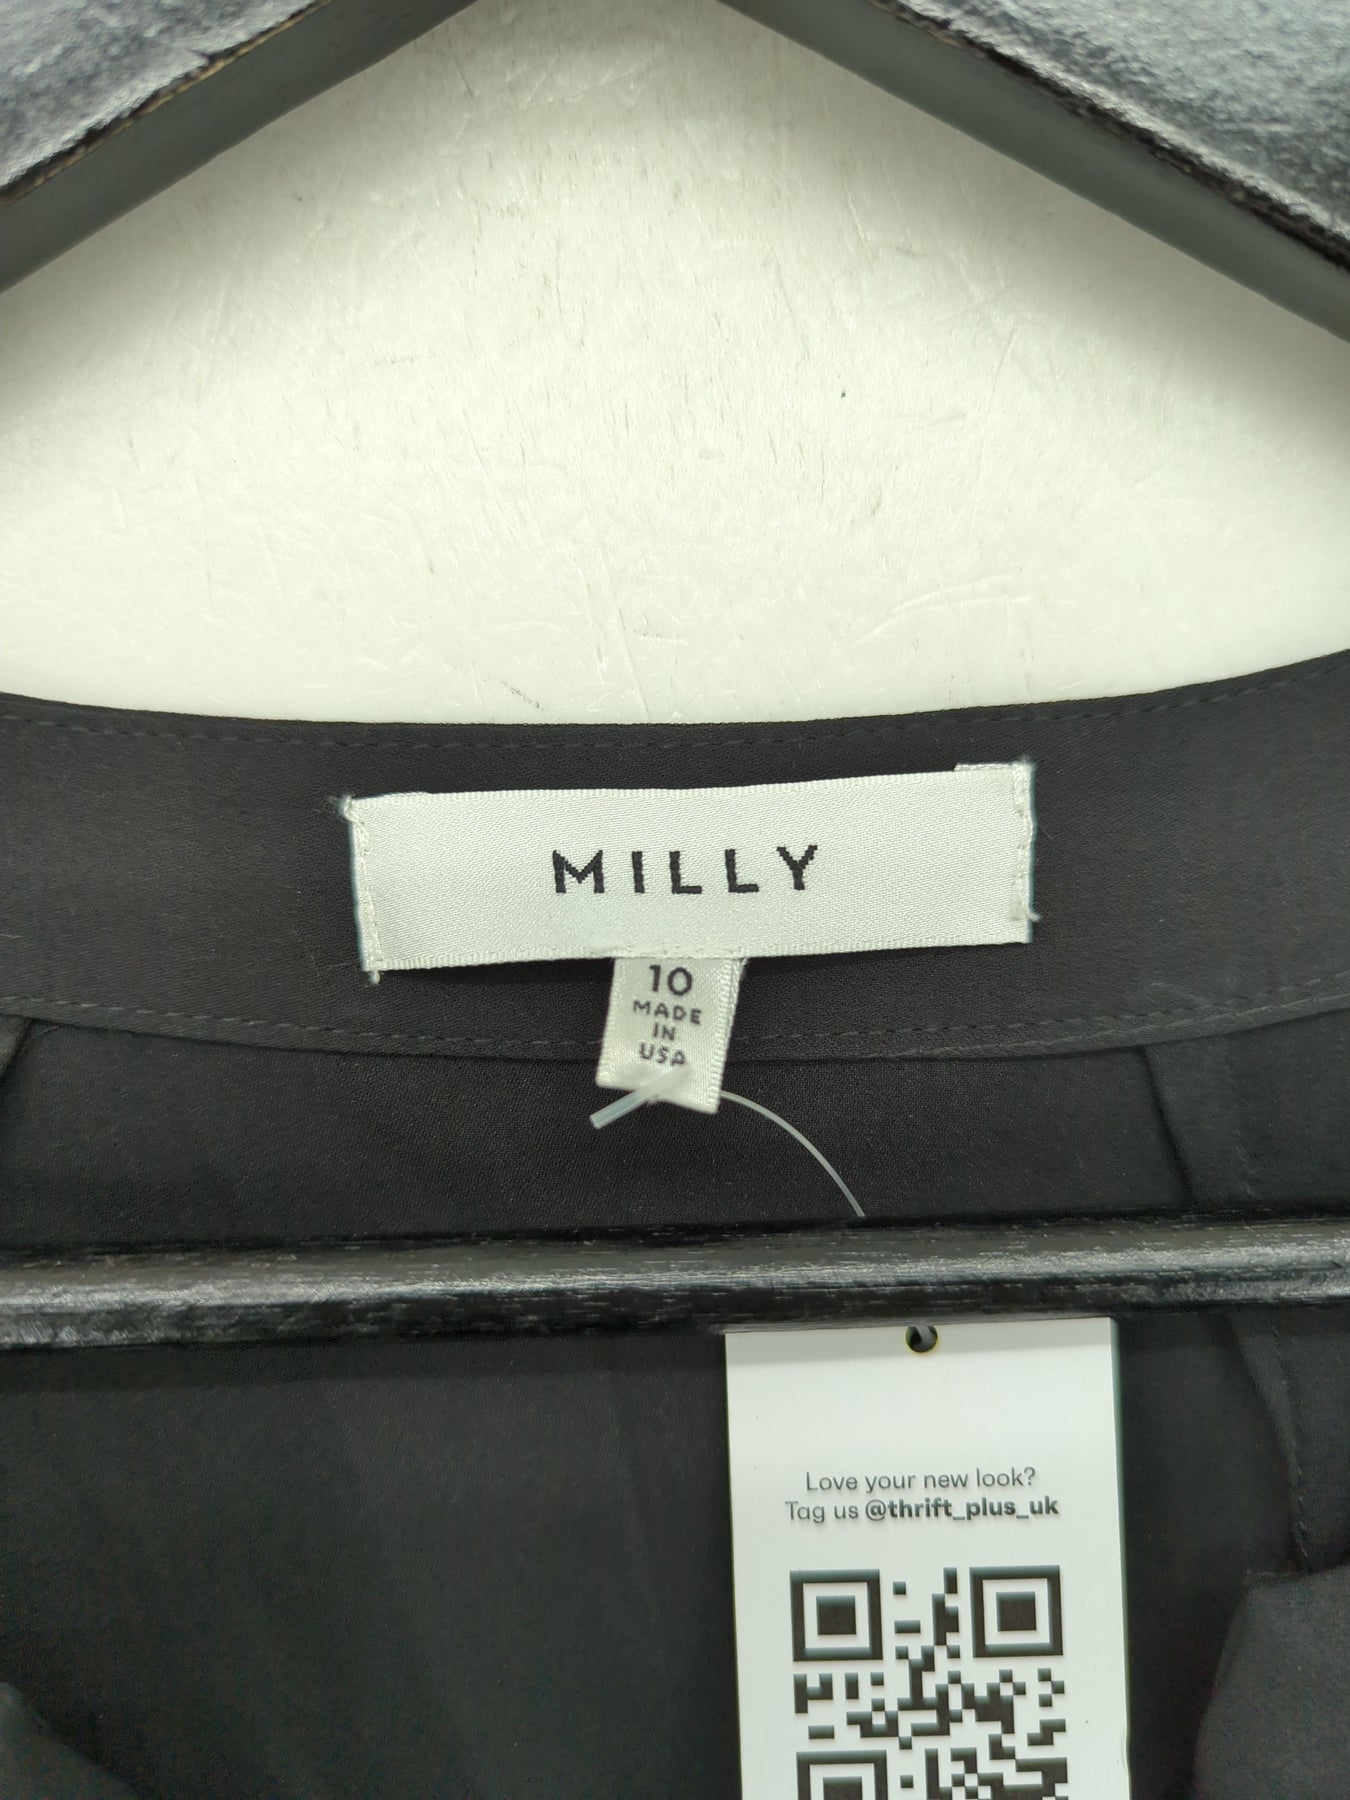 MILLY
10
MADE
IN
USA
Love your new look?
Tag us @thrift_plus_uk